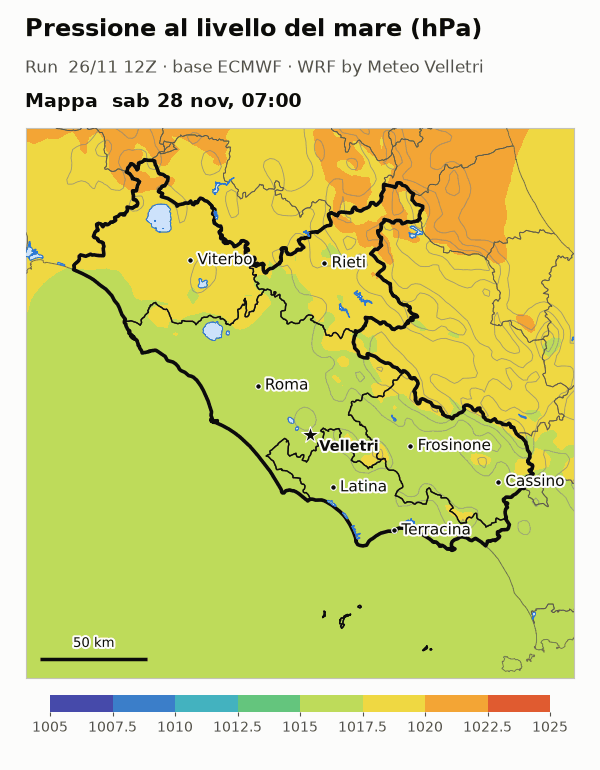 Pressione al livello del mare (hPa)
Run  26/11 12Z · base ECMWF · WRF by Meteo Velletri
Mappa  sab 28 nov, 07:00
Viterbo
Rieti
Roma
Velletri
Frosinone
Cassino
Latina
Terracina
50 km
1005 1007.5 1010 1012.5 1015 1017.5 1020 1022.5 1025